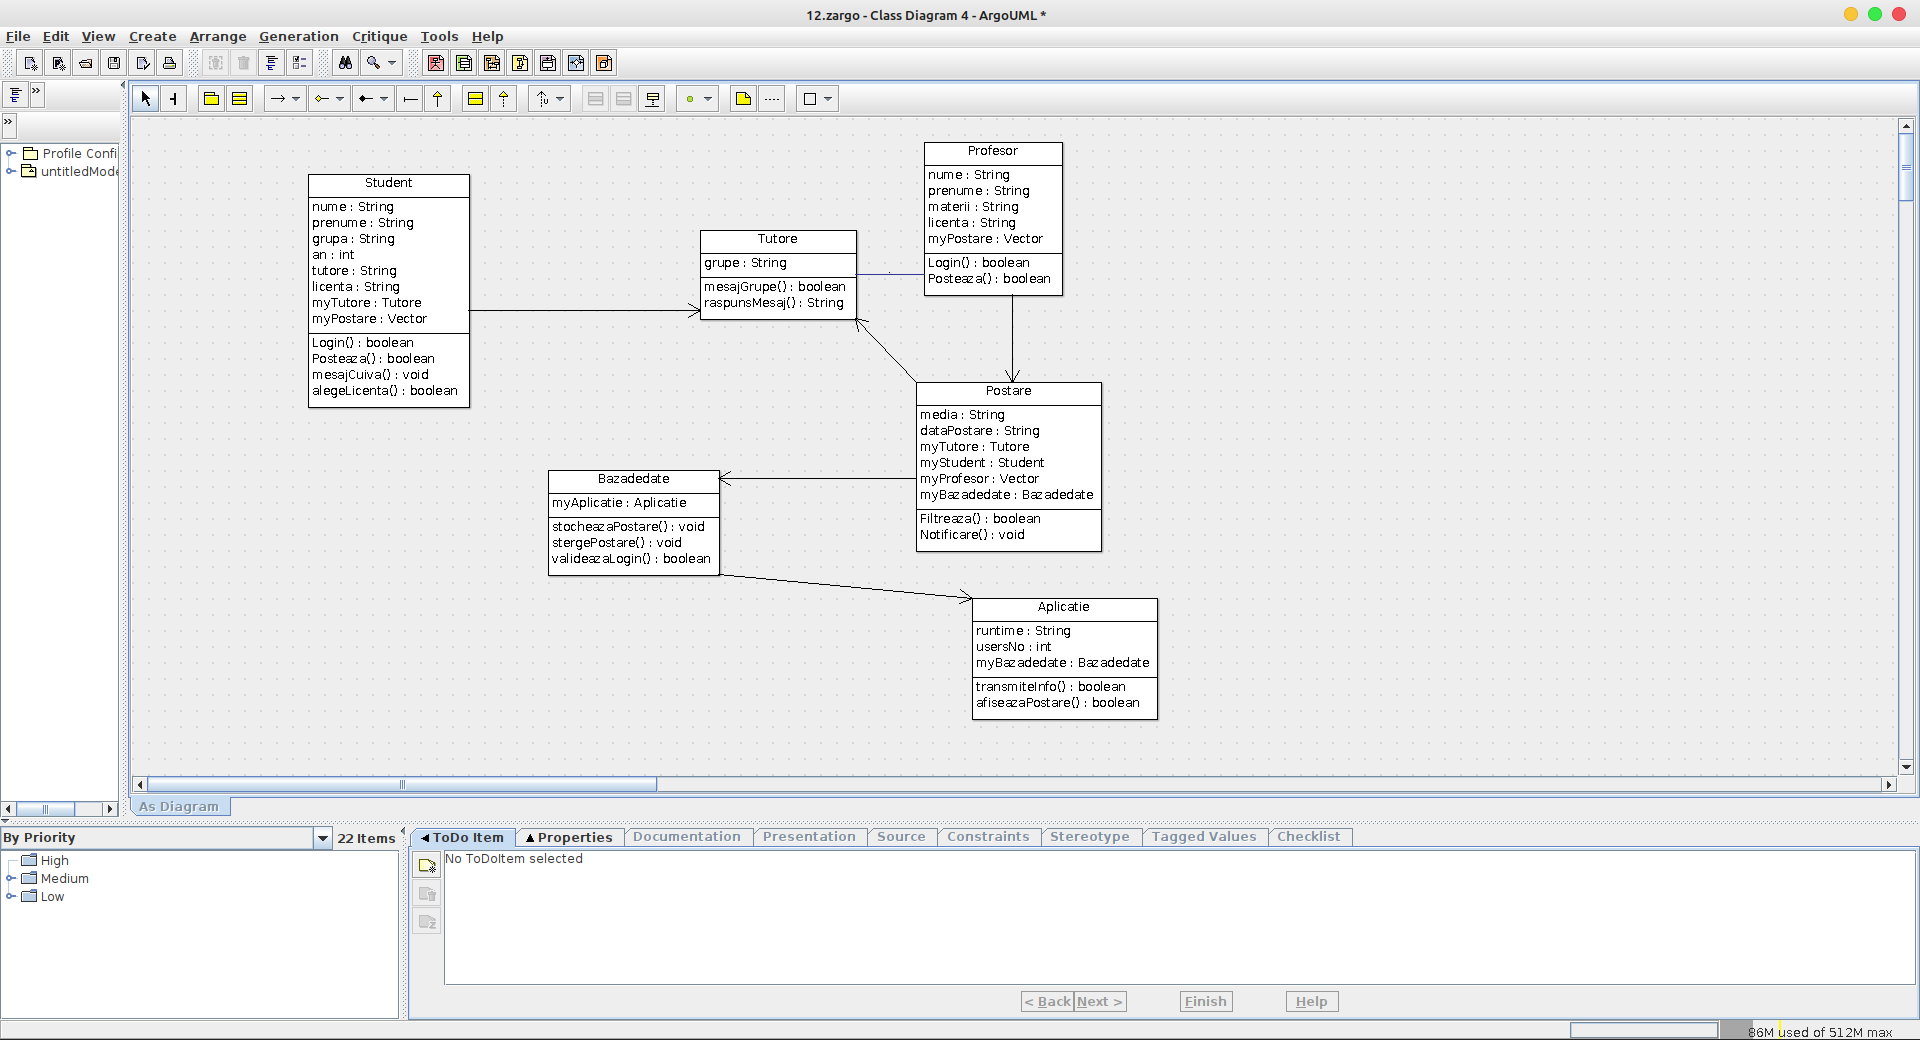 12.zargo - Class Diagram 4 - ArgoUML *
File Edit View Create Arrange Generation Critique Tools Help
Profile Confi
untitledMode
Student
nume : String
prenume : String
grupa : String
an : int
tutore : String
licenta : String
myTutore : Tutore
myPostare : Vector
Login() : boolean
Posteaza() : boolean
mesajCuiva() : void
alegeLicenta() : boolean
Tutore
grupe : String
mesajGrupe() : boolean
raspunsMesaj() : String
Profesor
nume : String
prenume : String
materii : String
licenta : String
myPostare : Vector
Login() : boolean
Posteaza() : boolean
Postare
media : String
dataPostare : String
myTutore : Tutore
myStudent : Student
myProfesor : Vector
myBazadedate : Bazadedate
Filtreaza() : boolean
Notificare() : void
Bazadedate
myAplicatie : Aplicatie
stocheazaPostare() : void
stergePostare() : void
valideazaLogin() : boolean
Aplicatie
runtime : String
usersNo : int
myBazadedate : Bazadedate
transmiteInfo() : boolean
afiseazaPostare() : boolean
As Diagram
By Priority 22 Items
High
Medium
Low
ToDo Item Properties Documentation Presentation Source Constraints Stereotype Tagged Values Checklist
No ToDoItem selected
< Back Next > Finish Help
86M used of 512M max